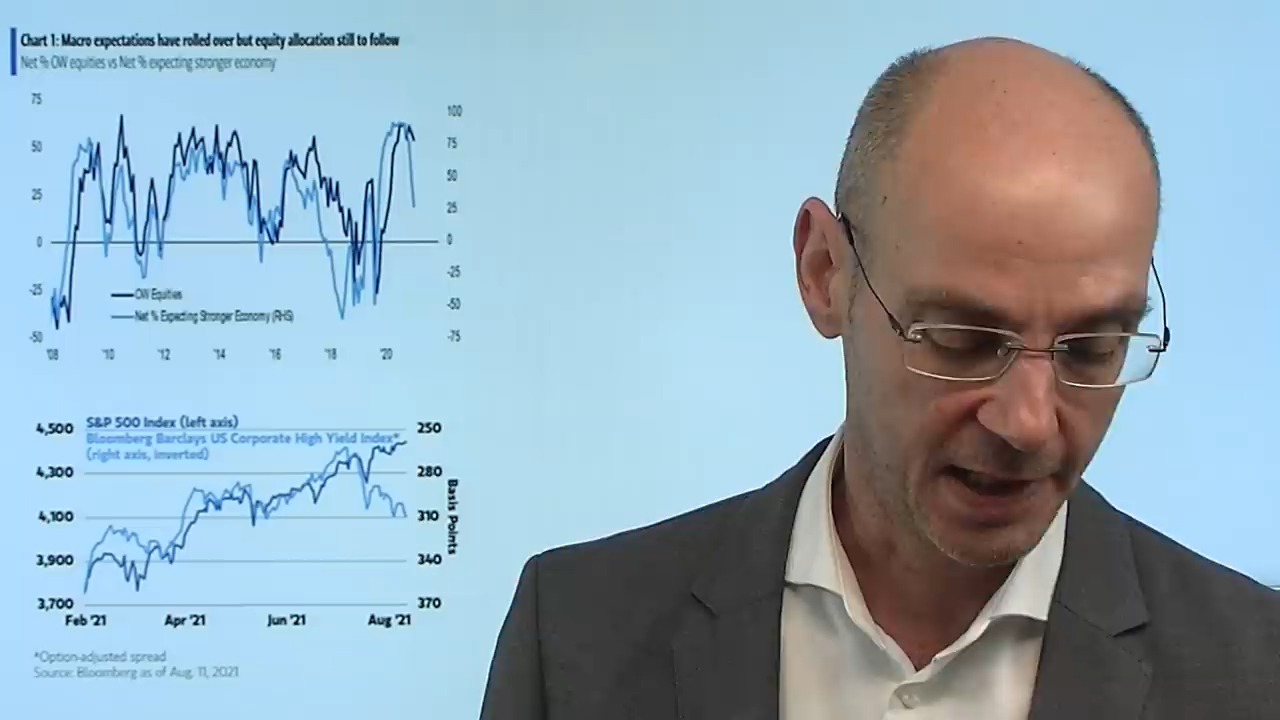 Chart 1: Macro expectations have rolled over but equity allocation still to follow
Net % OW equities vs Net % expecting stronger economy
75
50
25
0
-25
-50
100
75
50
25
0
-25
-50
-75
OW Equities
Net % Expecting Stronger Economy (RHS)
'08 '10 '12 '14 '16 '18 '20
S&P 500 Index (left axis)
Bloomberg Barclays US Corporate High Yield Index*
(right axis, inverted)
4,500 250
4,300 280
4,100 310
3,900 340
3,700 370
Basis Points
Feb '21 Apr '21 Jun '21 Aug '21
*Option-adjusted spread
Source: Bloomberg as of Aug. 11, 2021